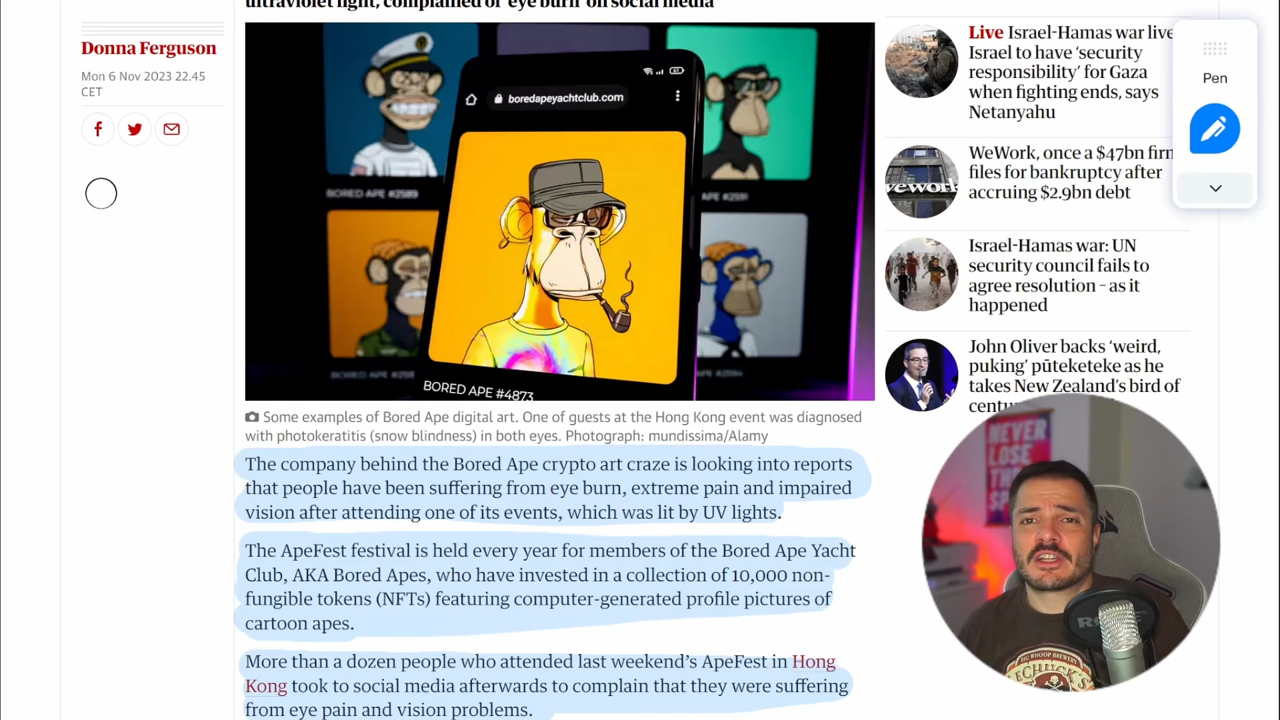 ultraviolet light, complained of 'eye burn' on social media
Donna Ferguson
Mon 6 Nov 2023 22.45
CET
boredapeyachtclub.com
BORED APE #2589
APE #2591
BORED APE #4873
Some examples of Bored Ape digital art. One of guests at the Hong Kong event was diagnosed
with photokeratitis (snow blindness) in both eyes. Photograph: mundissima/Alamy
The company behind the Bored Ape crypto art craze is looking into reports
that people have been suffering from eye burn, extreme pain and impaired
vision after attending one of its events, which was lit by UV lights.
The ApeFest festival is held every year for members of the Bored Ape Yacht
Club, AKA Bored Apes, who have invested in a collection of 10,000 non-
fungible tokens (NFTs) featuring computer-generated profile pictures of
cartoon apes.
More than a dozen people who attended last weekend's ApeFest in Hong
Kong took to social media afterwards to complain that they were suffering
from eye pain and vision problems.
Live Israel-Hamas war live
Israel to have 'security
responsibility' for Gaza
when fighting ends, says
Netanyahu
wework
WeWork, once a $47bn firm
files for bankruptcy after
accruing $2.9bn debt
Israel-Hamas war: UN
security council fails to
agree resolution – as it
happened
John Oliver backs 'weird,
puking' pūteketeke as he
takes New Zealand's bird of
Pen
NEVER
LOSE